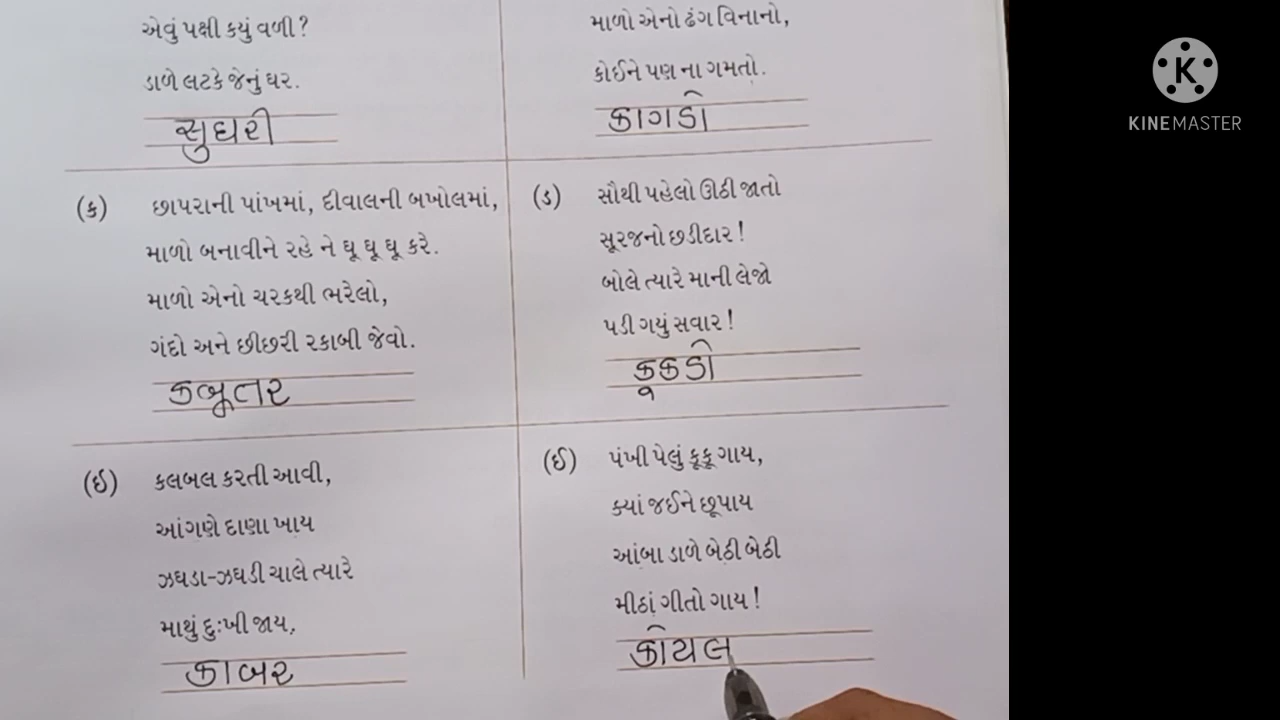 એવું પક્ષી કયું વળી ?
ડાળે લટકે જેનું ઘર.
સુઘરી
માળો એનો ઢંગ વિનાનો,
કોઈને પણ ના ગમતો.
કાગડો
(ક) છાપરાની પાંખમાં, દીવાલની બખોલમાં,
માળો બનાવીને રહે ને ઘૂ ઘૂ ઘૂ કરે.
માળો એનો ચરકથી ભરેલો,
ગંદો અને છીછરી રકાબી જેવો.
કબૂતર
(ડ) સૌથી પહેલો ઊઠી જાતો
સૂરજનો છડીદાર !
બોલે ત્યારે માની લેજો
પડી ગયું સવાર !
કૂકડો
(ઇ) કલબલ કરતી આવી,
આંગણે દાણા ખાય
ઝઘડા-ઝઘડી ચાલે ત્યારે
માથું દુઃખી જાય.
કાબર
(ઈ) પંખી પેલું કૂકૂ ગાય,
ક્યાં જઈને છૂપાય
આંબા ડાળે બેઠી બેઠી
મીઠાં ગીતો ગાય !
કોયલ
K
KINEMASTER